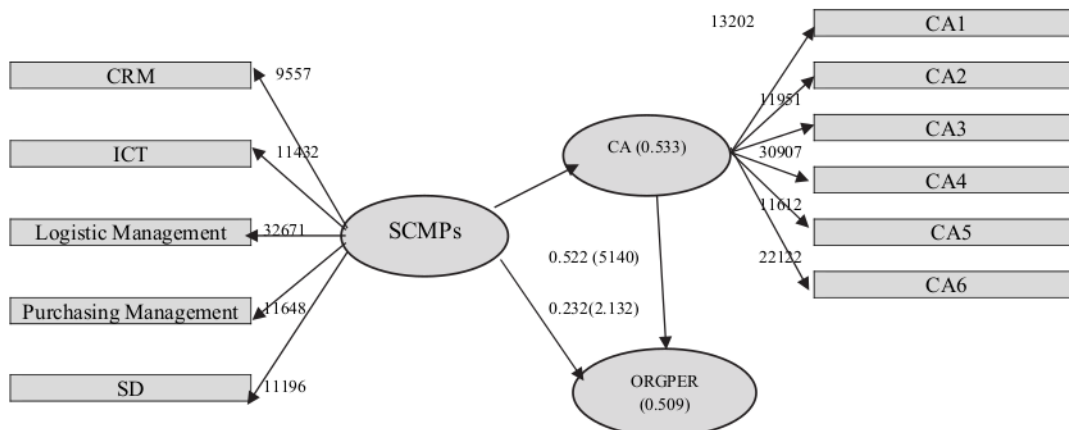 13202
CA1
CRM
9557
CA2
11951
CA3
ICT
11432
CA (0.533)
30907
CA4
11612
Logistic Management
32671
SCMPs
CA5
0.522 (5140)
22122
CA6
Purchasing Management
11648
0.232(2.132)
SD
11196
ORGPER
(0.509)